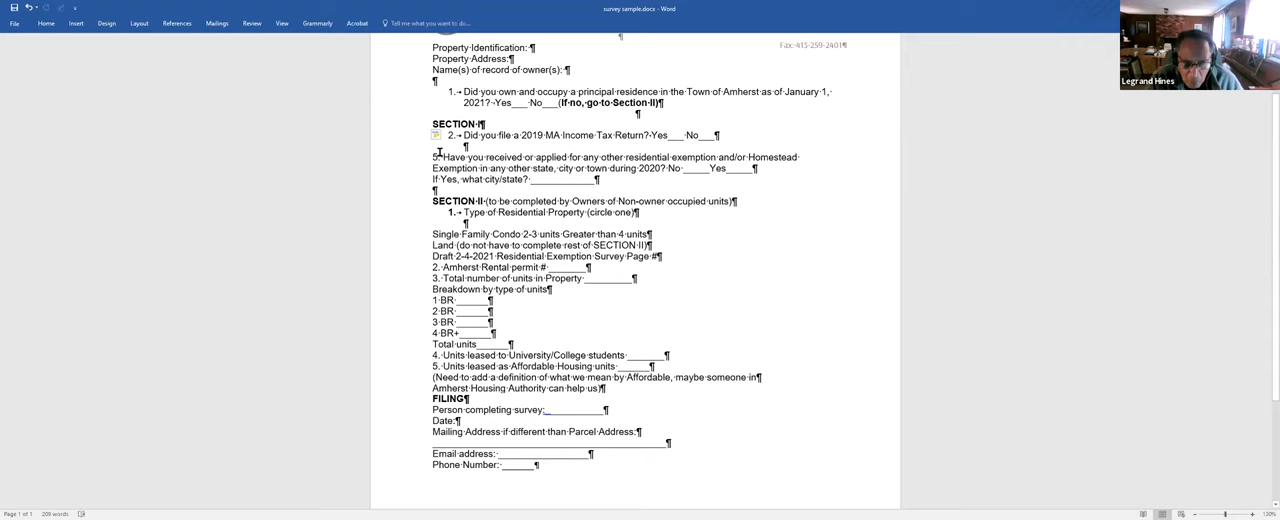 survey sample.docx - Word
File Home Insert Design Layout References Mailings Review View Grammarly Acrobat Tell me what you want to do...
Fax: 413-259-2401¶
Property Identification: ¶
Property Address:¶
Name(s) of record of owner(s): ¶
¶
1. Did you own and occupy a principal residence in the Town of Amherst as of January 1,
2021? Yes___ No___(If no, go to Section II)¶
¶
SECTION I¶
2. Did you file a 2019 MA Income Tax Return? Yes___ No___¶
¶
5. Have you received or applied for any other residential exemption and/or Homestead
Exemption in any other state, city or town during 2020? No _____Yes_____¶
If Yes, what city/state? ____________¶
¶
SECTION II (to be completed by Owners of Non-owner occupied units)¶
1. Type of Residential Property (circle one)¶
¶
Single Family Condo 2-3 units Greater than 4 units¶
Land (do not have to complete rest of SECTION II)¶
Draft 2-4-2021 Residential Exemption Survey Page #¶
2. Amherst Rental permit # _______¶
3. Total number of units in Property _________¶
Breakdown by type of units¶
1 BR ______¶
2 BR ______¶
3 BR ______¶
4 BR+______¶
Total units______¶
4. Units leased to University/College students _______¶
5. Units leased as Affordable Housing units ______¶
(Need to add a definition of what we mean by Affordable, maybe someone in¶
Amherst Housing Authority can help us)¶
FILING¶
Person completing survey:___________¶
Date:¶
Mailing Address if different than Parcel Address:¶
______________________________________________¶
Email address: _________________¶
Phone Number: ______¶
Legrand Hines
Page 1 of 1 209 words
130%